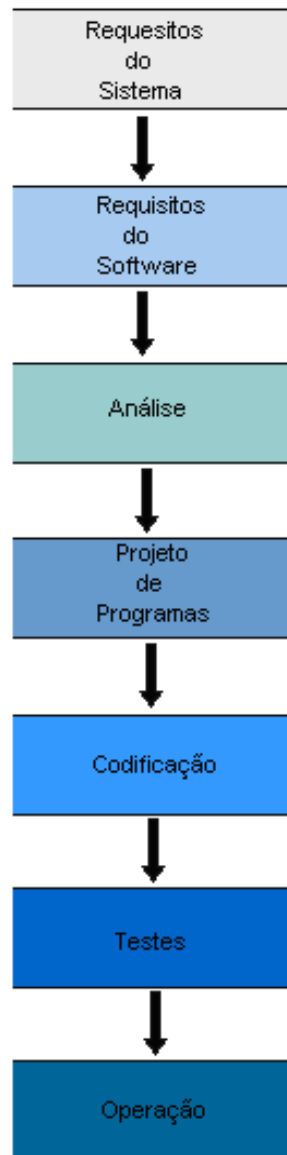 Requesitos
do
Sistema
Requisitos
do
Software
Análise
Projeto
de
Programas
Codificação
Testes
Operação